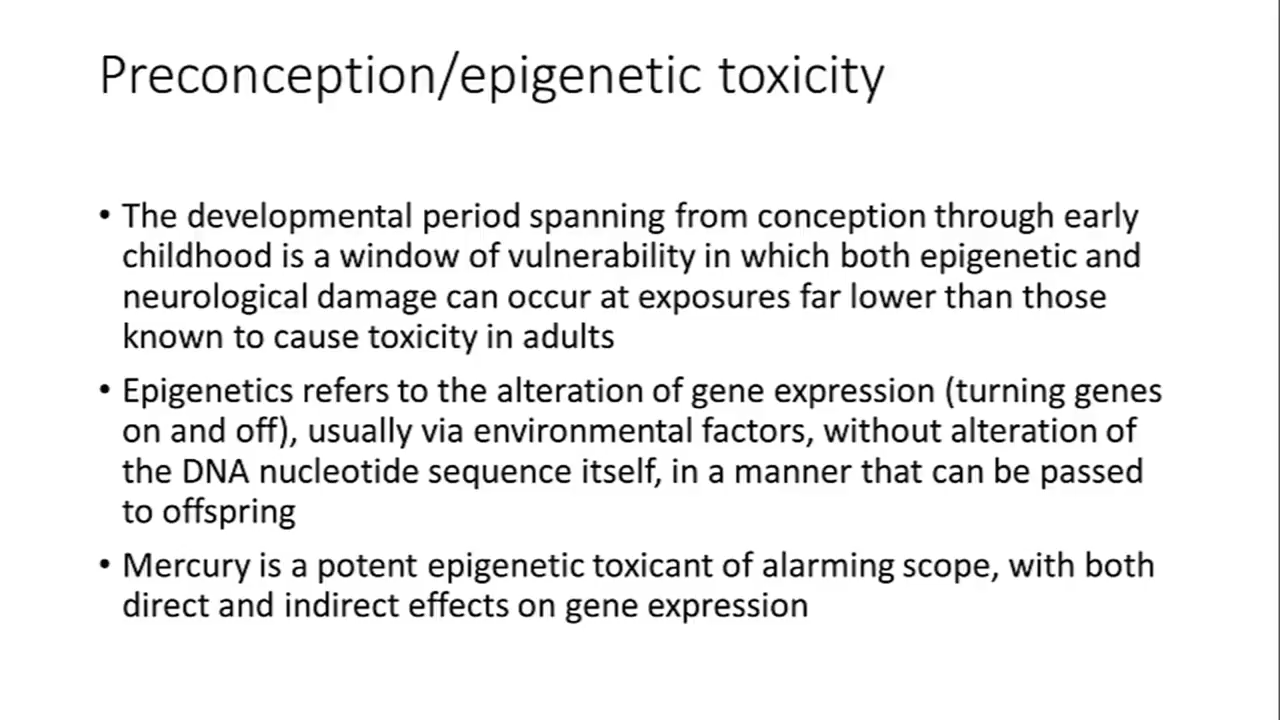 Preconception/epigenetic toxicity
• The developmental period spanning from conception through early
childhood is a window of vulnerability in which both epigenetic and
neurological damage can occur at exposures far lower than those
known to cause toxicity in adults
• Epigenetics refers to the alteration of gene expression (turning genes
on and off), usually via environmental factors, without alteration of
the DNA nucleotide sequence itself, in a manner that can be passed
to offspring
• Mercury is a potent epigenetic toxicant of alarming scope, with both
direct and indirect effects on gene expression